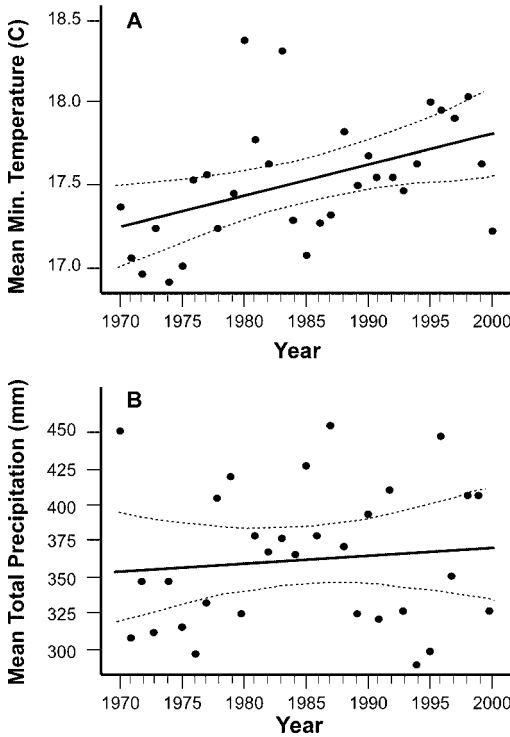 A
Mean Min. Temperature (C)
18.5
18.0
17.5
17.0
1970 1975 1980 1985 1990 1995 2000
Year
B
Mean Total Precipitation (mm)
450
425
400
375
350
325
300
1970 1975 1980 1985 1990 1995 2000
Year